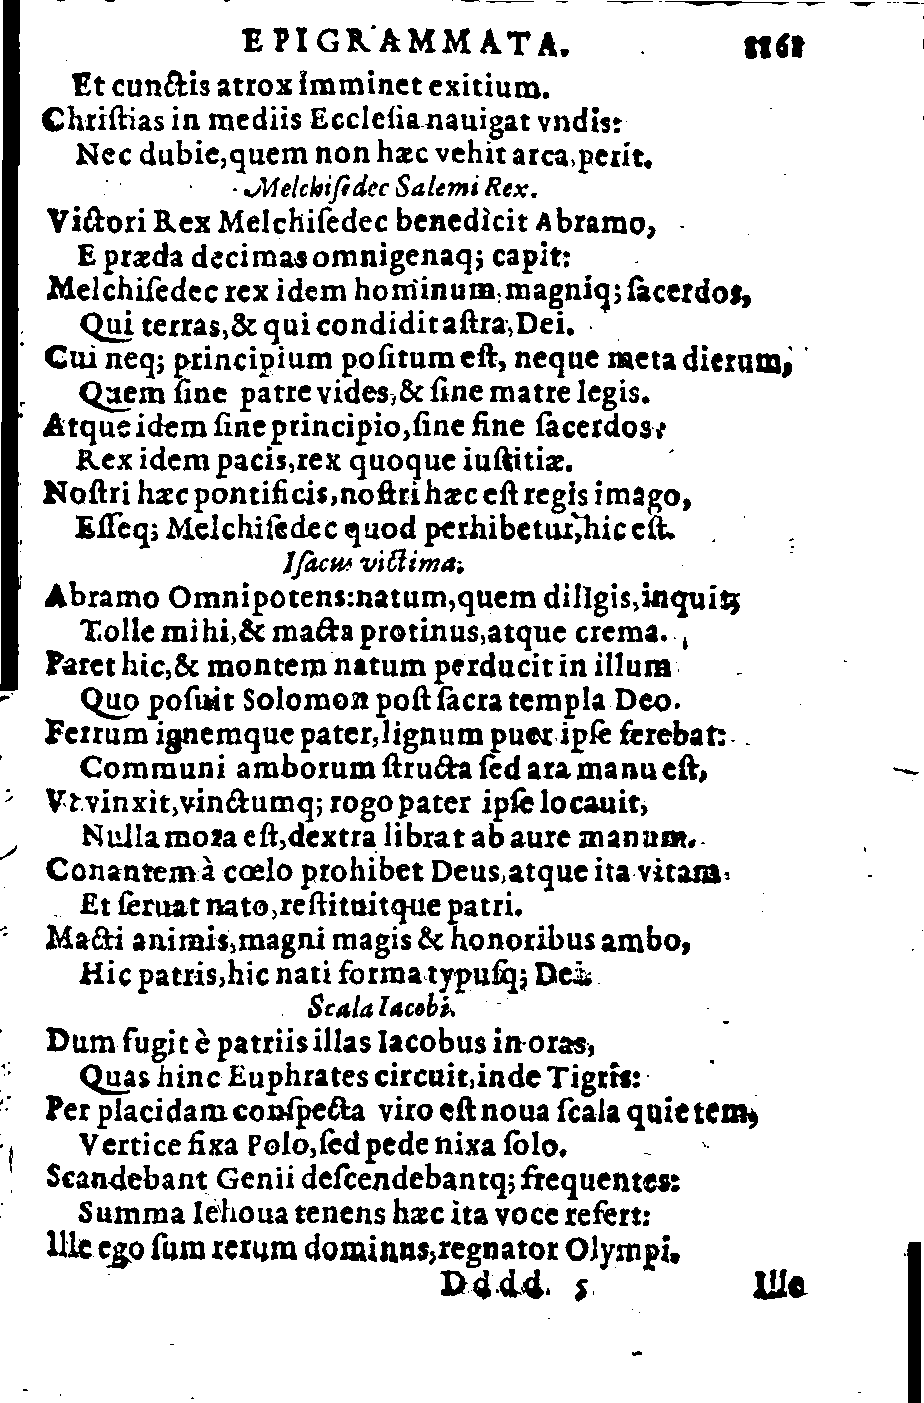 EPIGRAMMATA. 1161
Et cunctis atrox imminet exitium.
Chriſtias in mediis Eccleſia nauigat vndis:
Nec dubie, quem non hæc vehit arca, perit.
Melchiſedec Salemi Rex.
Victori Rex Melchiſedec benedicit Abramo,
E præda decimas omnigenaq; capit:
Melchiſedec rex idem hominum, magniq; ſacerdos,
Qui terras, & qui condidit aſtra, Dei.
Cui neq; principium poſitum eſt, neque meta dierum,
Quem ſine patre vides, & ſine matre legis.
Atque idem ſine principio, ſine fine ſacerdos:
Rex idem pacis, rex quoque iuſtitiæ.
Noſtri hæc pontificis, noſtri hæc eſt regis imago,
Eſſeq; Melchiſedec quod perhibetur, hic eſt.
Iſacus victima.
Abramo Omnipotens: natum, quem diligis, inquit,
Tolle mihi, & macta protinus, atque crema.
Paret hic, & montem natum perducit in illum
Quo poſuit Solomon poſt ſacra templa Deo.
Ferrum ignemque pater, lignum puer ipſe ferebat:
Communi amborum ſtructa ſed ara manu eſt,
Vt vinxit, vinctumq; rogo pater ipſe locauit,
Nulla mora eſt, dextra librat ab aure manum.
Conantem à cœlo prohibet Deus, atque ita vitam
Et ſeruat nato, reſtituitque patri.
Macti animis, magni magis & honoribus ambo,
Hic patris, hic nati forma typuſq; Dei.
Scala Iacobi.
Dum fugit è patriis illas Iacobus in oras,
Quas hinc Euphrates circuit, inde Tigris:
Per placidam conſpecta viro eſt noua ſcala quietem,
Vertice fixa Polo, ſed pede nixa ſolo.
Scandebant Genii deſcendebantq; frequentes:
Summa Iehoua tenens hæc ita voce refert:
Ille ego ſum rerum dominus, regnator Olympi.
Dddd. 5 Ille